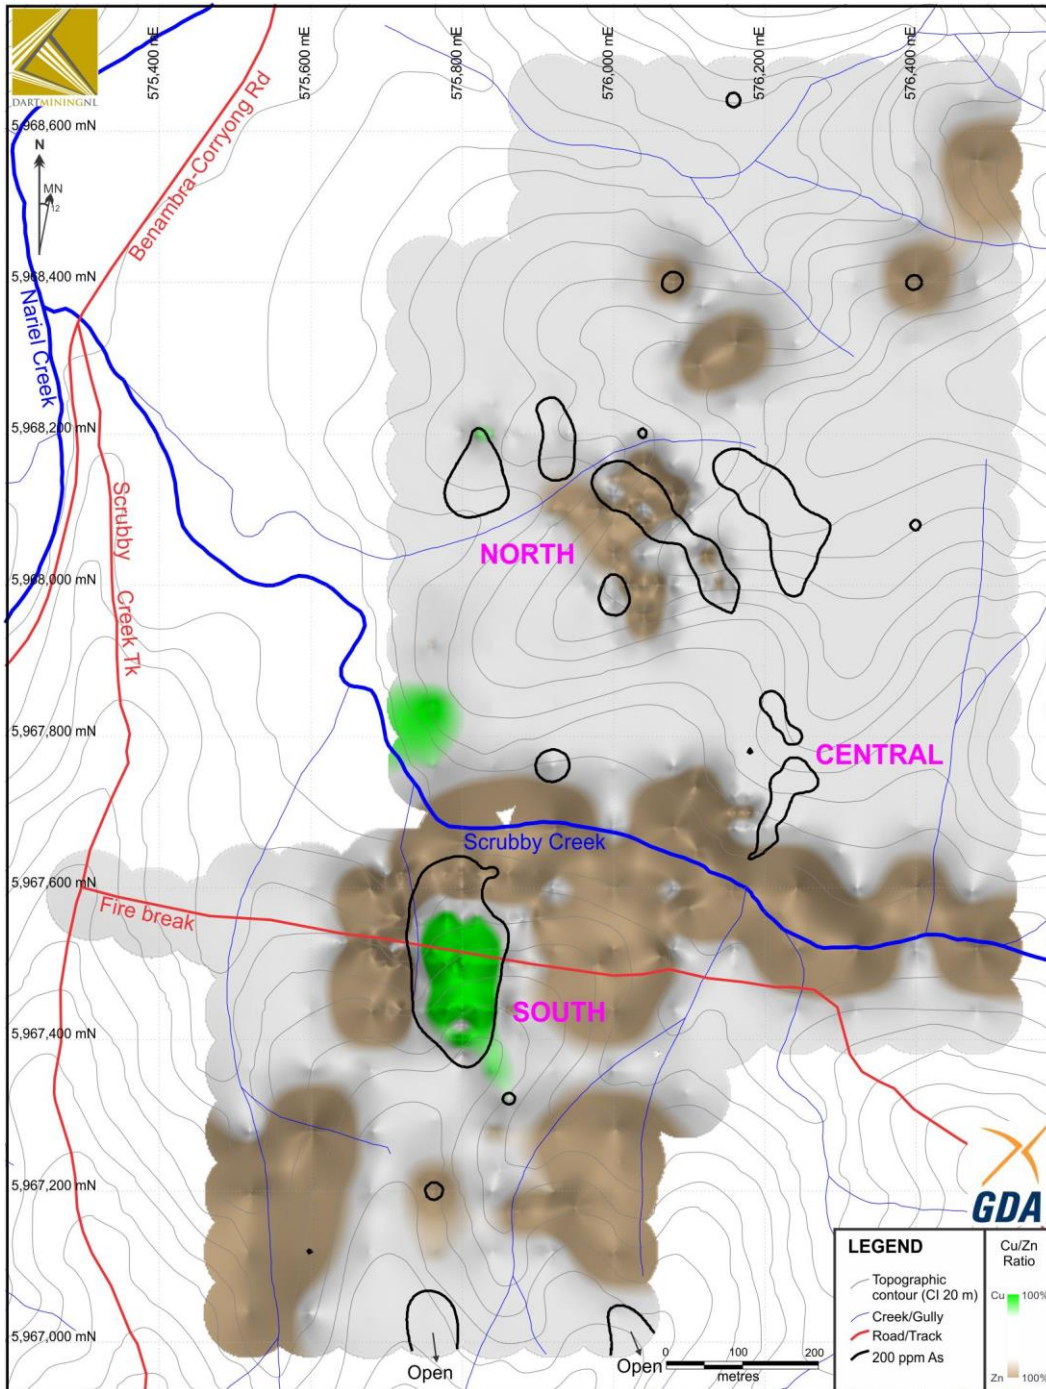 DARTMININGNL
575,400 mE
575,600 mE
575,800 mE
576,000 mE
576,200 mE
576,400 mE
5,968,600 mN
N
MN
12
Benambra-Corryong Rd
5,968,400 mN
Nariel Creek
5,968,200 mN
Scrubby Creek Tk
NORTH
5,968,000 mN
5,967,800 mN
CENTRAL
Scrubby Creek
5,967,600 mN
Fire break
SOUTH
5,967,400 mN
5,967,200 mN
GDA
5,967,000 mN
Open
Open
0 100 200
metres
LEGEND
Topographic
contour (CI 20 m)
Creek/Gully
Road/Track
200 ppm As
Cu/Zn
Ratio
Cu 100%
Zn 100%